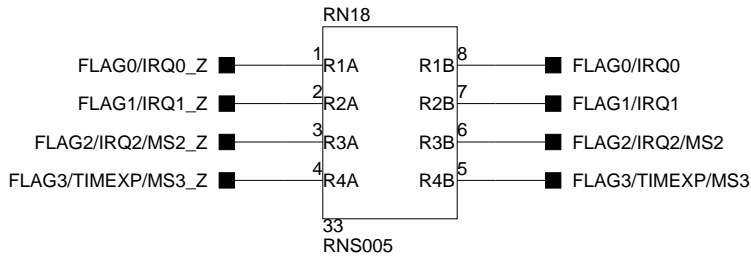 RN18
FLAG0/IRQ0_Z 1 R1A R1B 8 FLAG0/IRQ0
FLAG1/IRQ1_Z 2 R2A R2B 7 FLAG1/IRQ1
FLAG2/IRQ2/MS2_Z 3 R3A R3B 6 FLAG2/IRQ2/MS2
FLAG3/TIMEXP/MS3_Z 4 R4A R4B 5 FLAG3/TIMEXP/MS3
33
RNS005